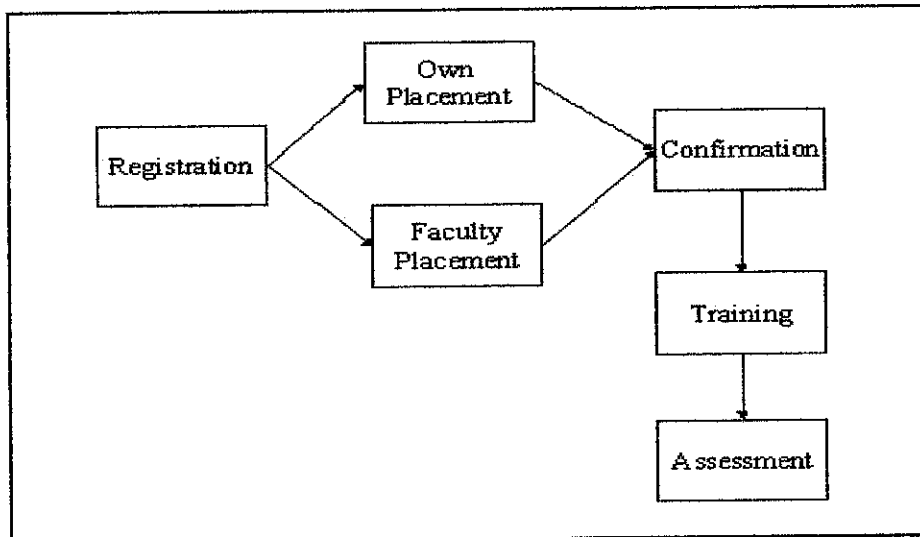 Own
Placement
Registration
Confirmation
Faculty
Placement
Training
Assessment